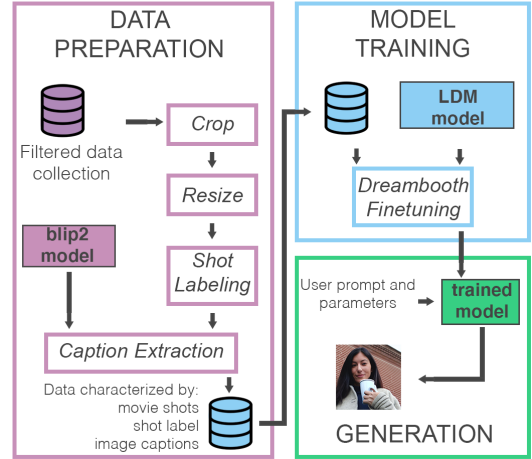 DATA
PREPARATION
Filtered data
collection
Crop
Resize
blip2
model
Shot
Labeling
Caption Extraction
Data characterized by:
movie shots
shot label
image captions
MODEL
TRAINING
LDM
model
Dreambooth
Finetuning
User prompt and
parameters
trained
model
GENERATION